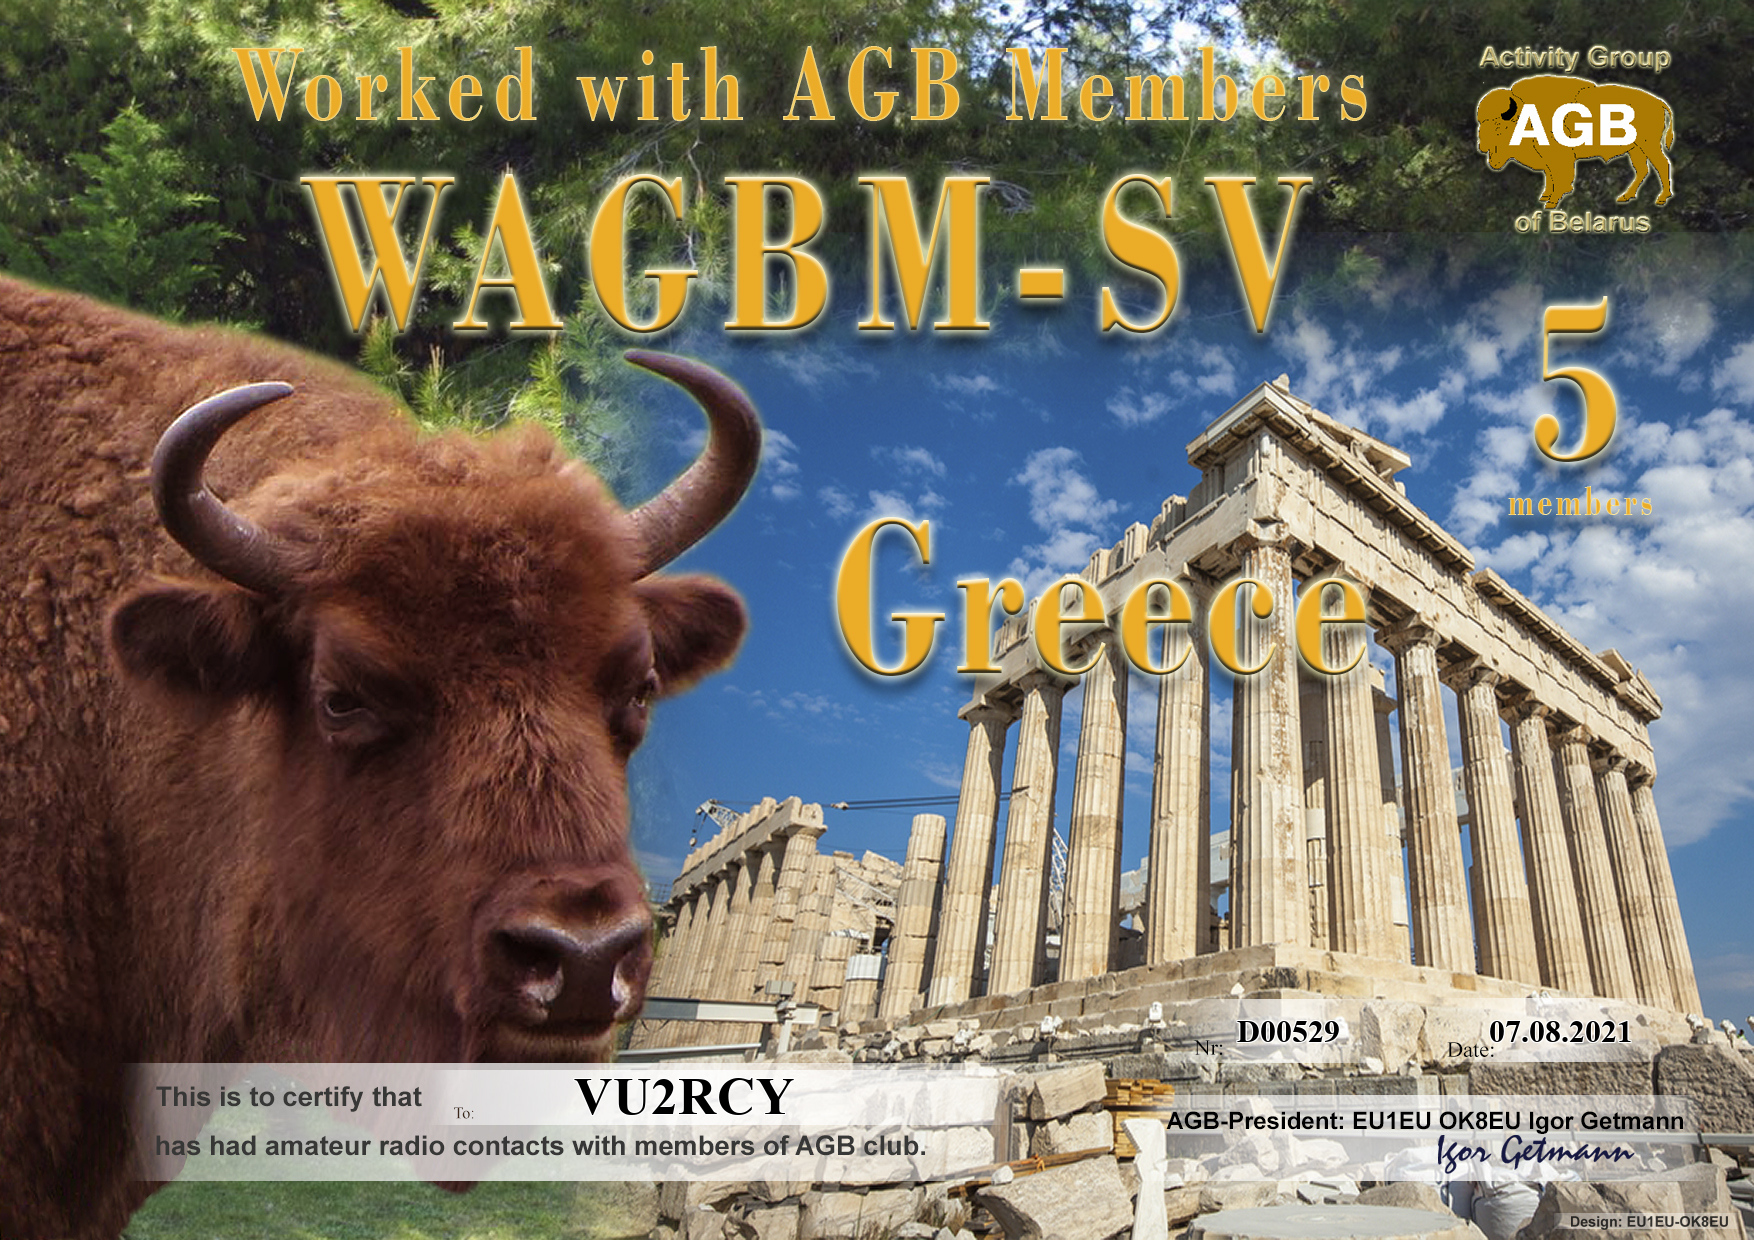 Worked with AGB Members
Activity Group
AGB
of Belarus
WAGBM-SV
5
members
Greece
Nr: D00529
Date: 07.08.2021
This is to certify that To: VU2RCY
has had amateur radio contacts with members of AGB club.
AGB-President: EU1EU OK8EU Igor Getmann
Igor Getmann
Design: EU1EU-OK8EU